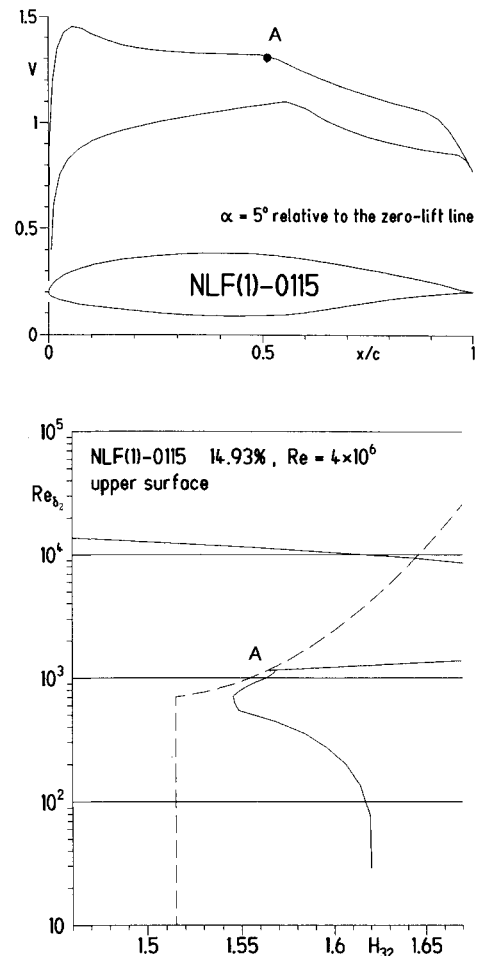 1.5
A
V
1
0.5
α = 5° relative to the zero-lift line
NLF(1)-0115
0
0
0.5
x/c
1
10⁵
NLF(1)-0115 14.93%, Re = 4×10⁶
upper surface
Re_δ₂
10⁴
A
10³
10²
10
1.5
1.55
1.6
H₃₂
1.65